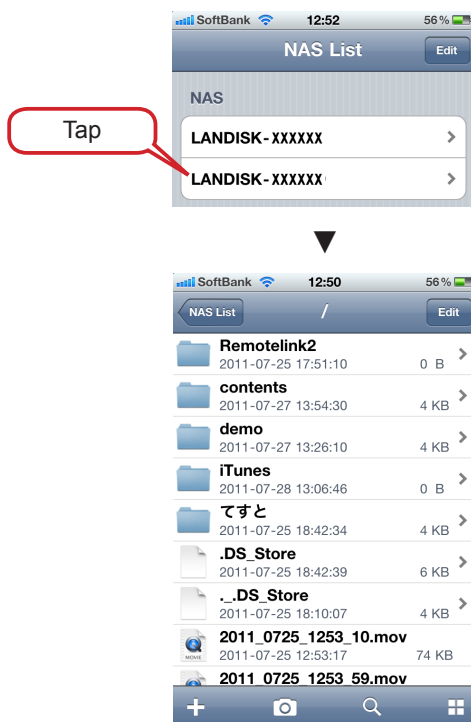 SoftBank 12:52 56%
NAS List Edit
NAS
Tap
LANDISK-XXXXXX
LANDISK-XXXXXX
SoftBank 12:50 56%
NAS List / Edit
Remotelink2
2011-07-25 17:51:10 0 B
contents
2011-07-27 13:54:30 4 KB
demo
2011-07-27 13:26:10 4 KB
iTunes
2011-07-28 13:06:46 0 B
てすと
2011-07-25 18:42:34 4 KB
.DS_Store
2011-07-25 18:42:39 6 KB
._.DS_Store
2011-07-25 18:10:07 4 KB
2011_0725_1253_10.mov
MOVIE 2011-07-25 12:53:17 74 KB
2011_0725_1253_59.mov